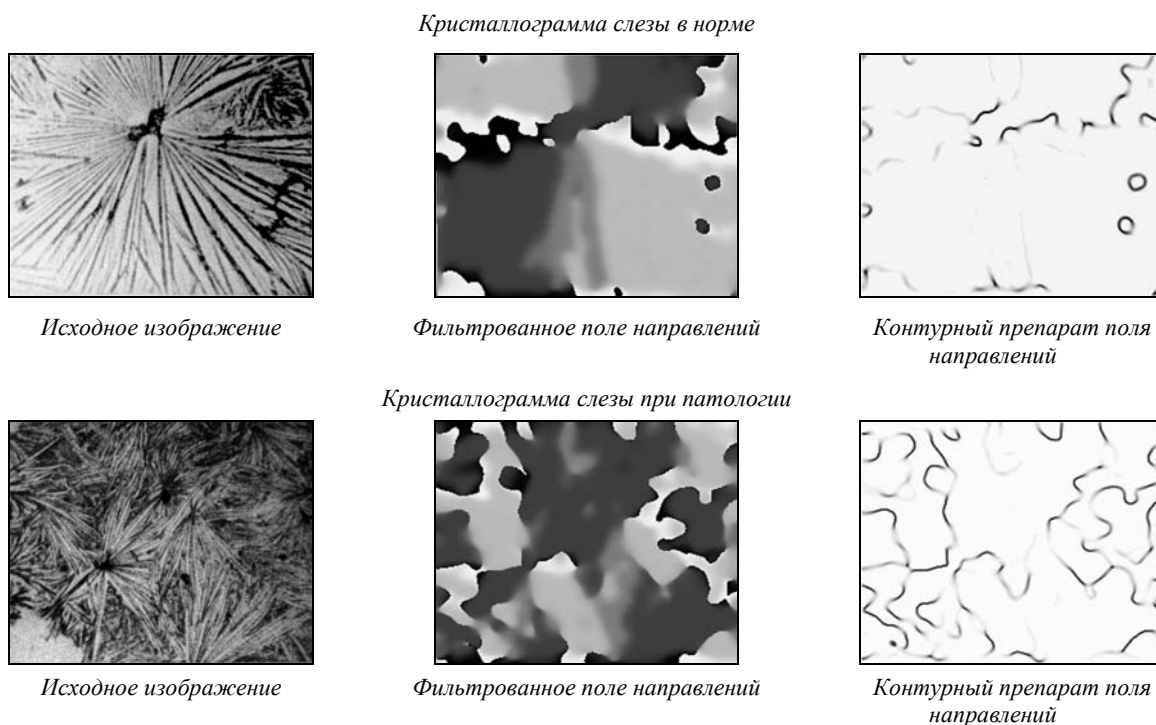 Кристаллограмма слезы в норме
Исходное изображение
Фильтрованное поле направлений
Контурный препарат поля
направлений
Кристаллограмма слезы при патологии
Исходное изображение
Фильтрованное поле направлений
Контурный препарат поля
направлений